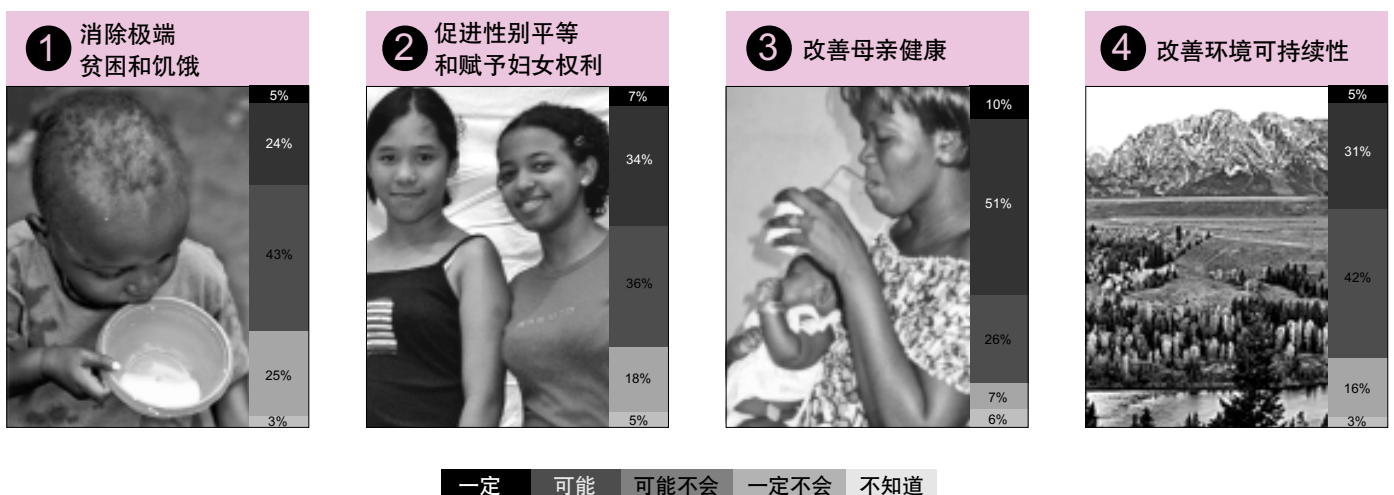 1 消除极端
贫困和饥饿
5%
24%
43%
25%
3%
2 促进性别平等
和赋予妇女权利
7%
34%
36%
18%
5%
3 改善母亲健康
10%
51%
26%
7%
6%
4 改善环境可持续性
5%
31%
42%
16%
3%
一定 可能 可能不会 一定不会 不知道